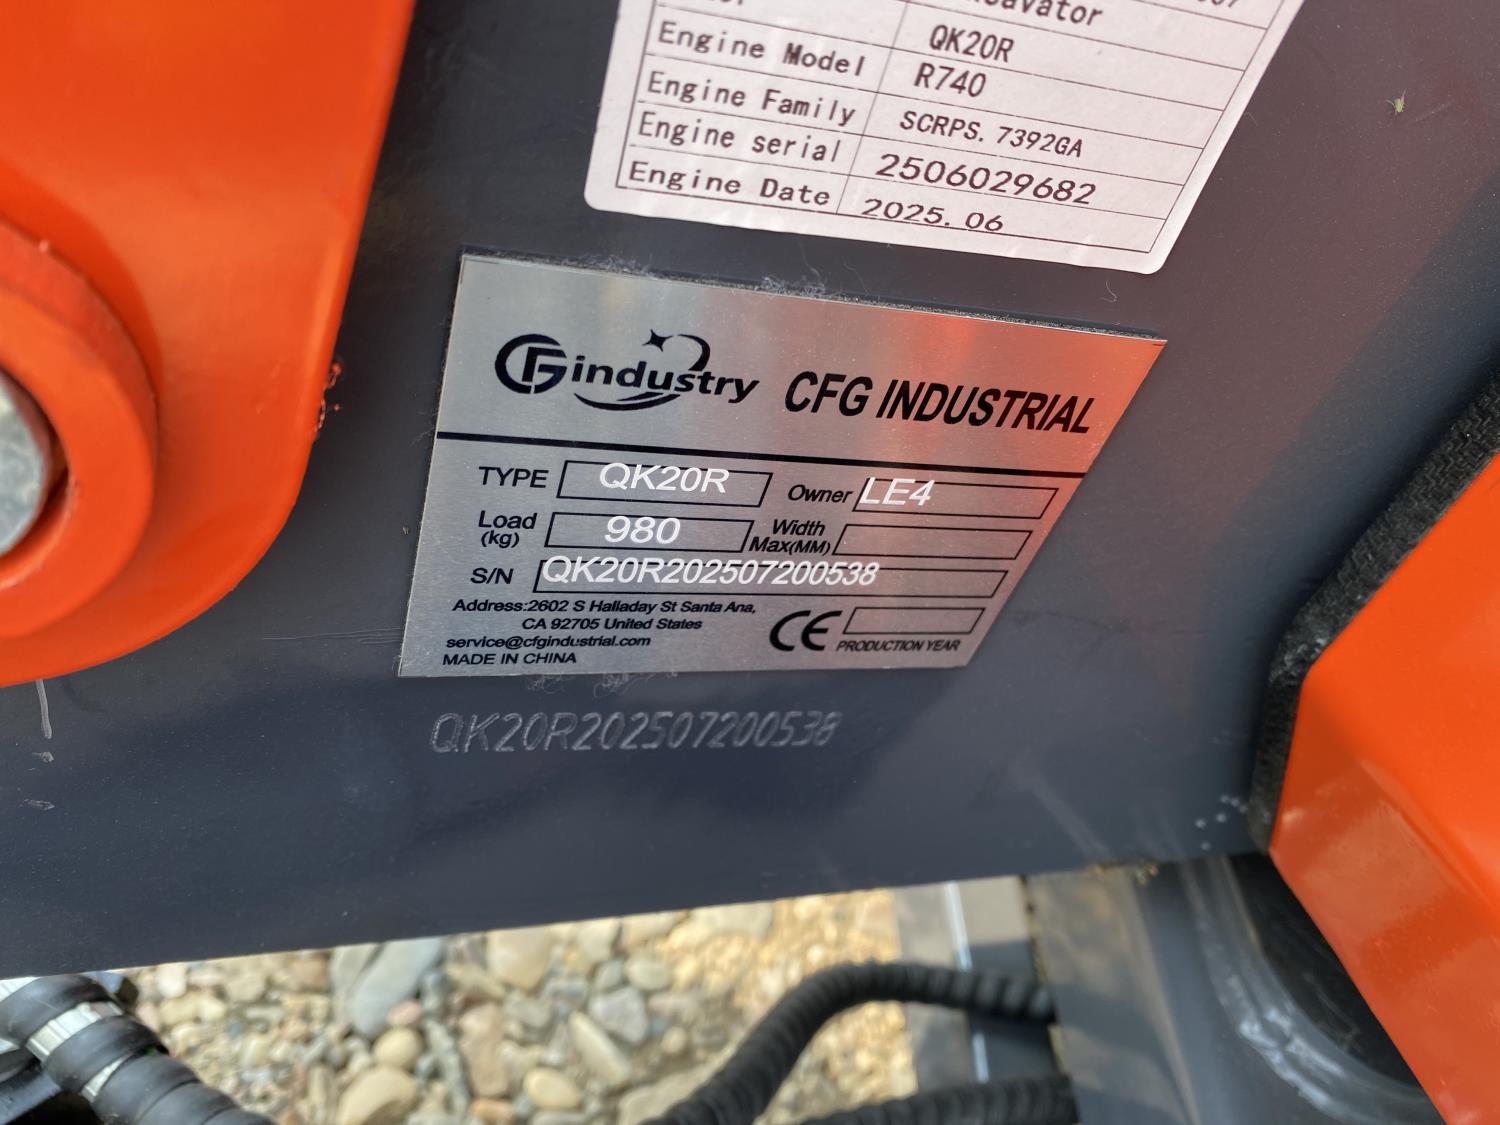 QK20R
Engine Model R740
Engine Family SCRPS. 7392GA
Engine serial 2506029682
Engine Date 2025. 06
CFG industry CFG INDUSTRIAL
TYPE QK20R Owner LE4
Load (kg) 980 Width Max(MM)
S/N QK20R202507200538
Address:2602 S Halladay St Santa Ana,
CA 92705 United States
service@cfgindustrial.com
MADE IN CHINA
CE PRODUCTION YEAR
QK20R202507200538